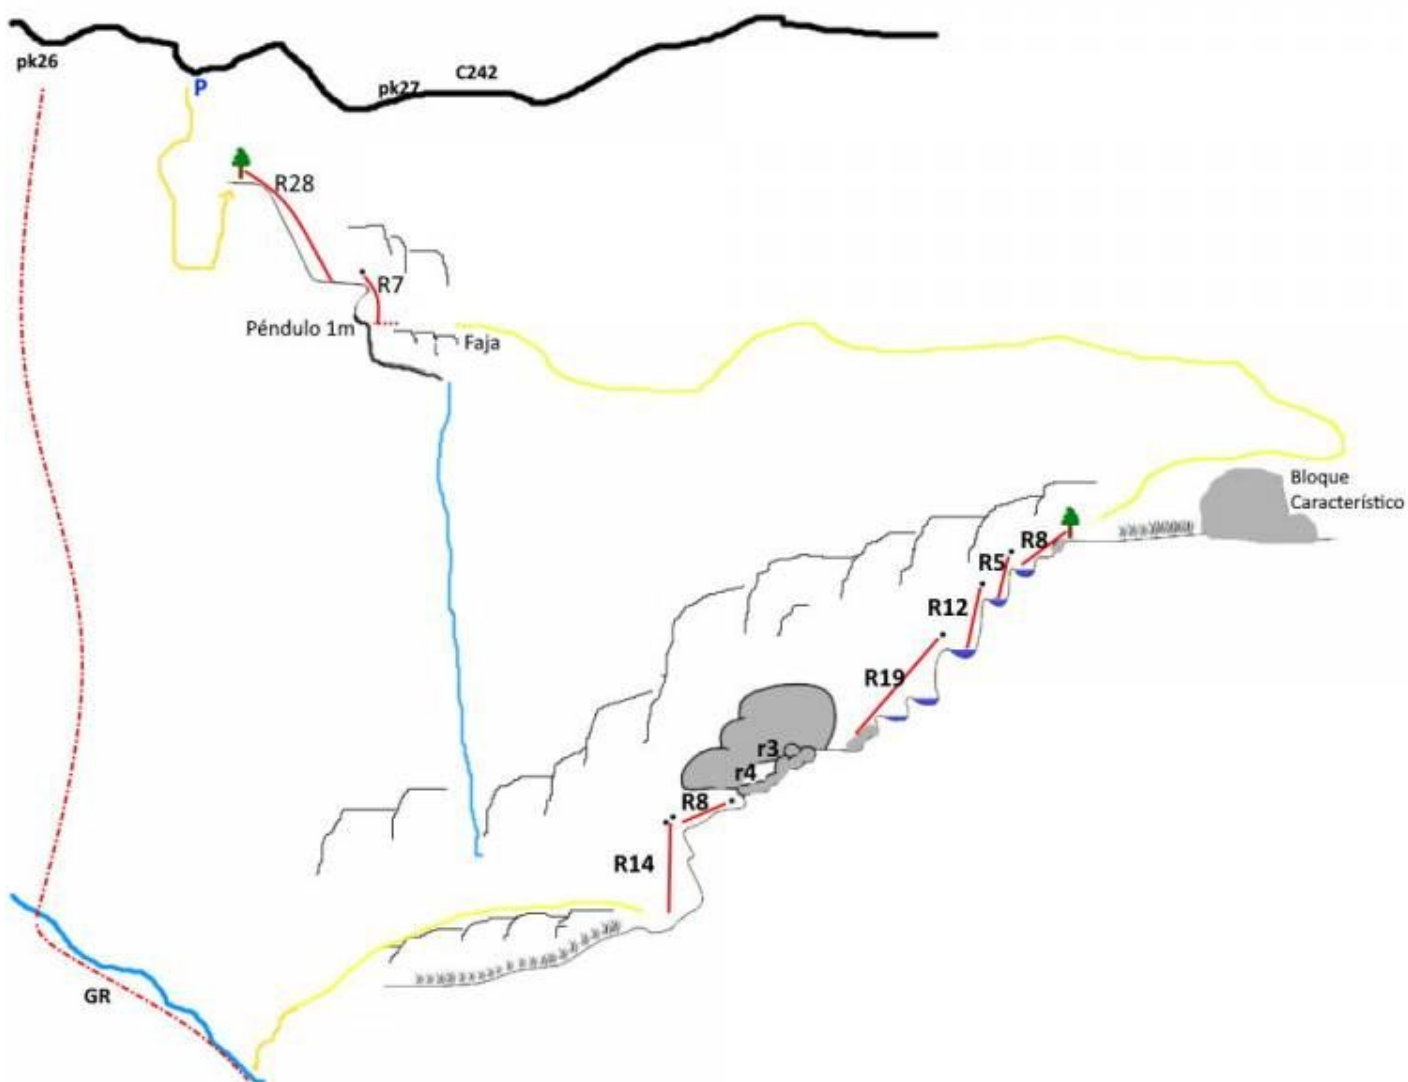 pk26
P
pk27
C242
R28
R7
Péndulo 1m
Faja
Bloque
Característico
R8
R5
R12
R19
r3
r4
R8
R14
GR